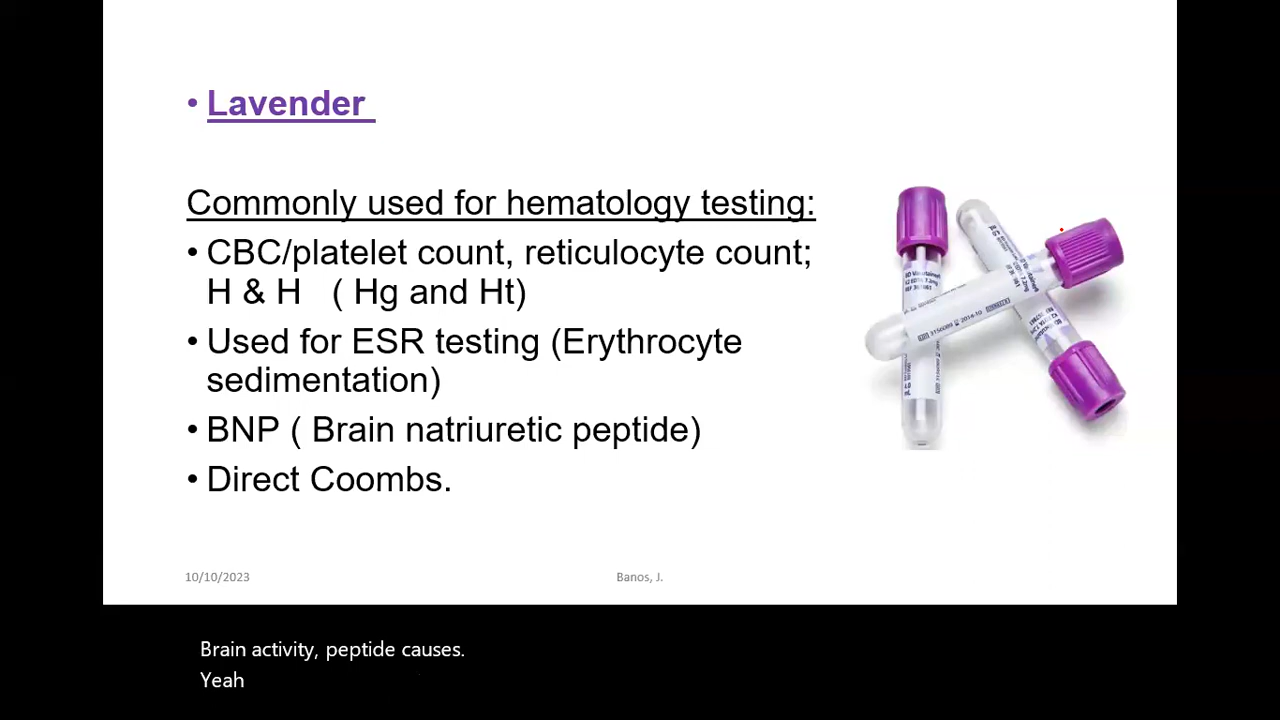 • Lavender
Commonly used for hematology testing:
• CBC/platelet count, reticulocyte count;
H & H ( Hg and Ht)
• Used for ESR testing (Erythrocyte
sedimentation)
• BNP ( Brain natriuretic peptide)
• Direct Coombs.
10/10/2023
Banos, J.
Brain activity, peptide causes.
Yeah